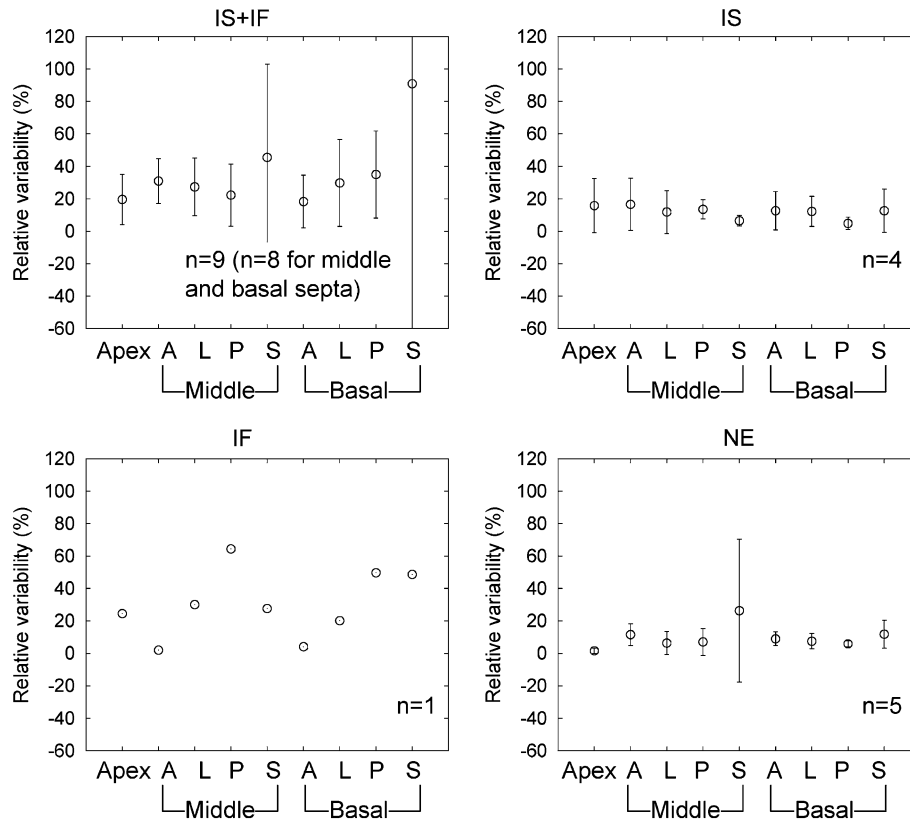 IS+IF
Relative variability (%)
120
100
80
60
40
20
0
-20
-40
-60
n=9 (n=8 for middle
and basal septa)
Apex A L P S A L P S
Middle Basal
IS
Relative variability (%)
120
100
80
60
40
20
0
-20
-40
-60
n=4
Apex A L P S A L P S
Middle Basal
IF
Relative variability (%)
120
100
80
60
40
20
0
-20
-40
-60
n=1
Apex A L P S A L P S
Middle Basal
NE
Relative variability (%)
120
100
80
60
40
20
0
-20
-40
-60
n=5
Apex A L P S A L P S
Middle Basal